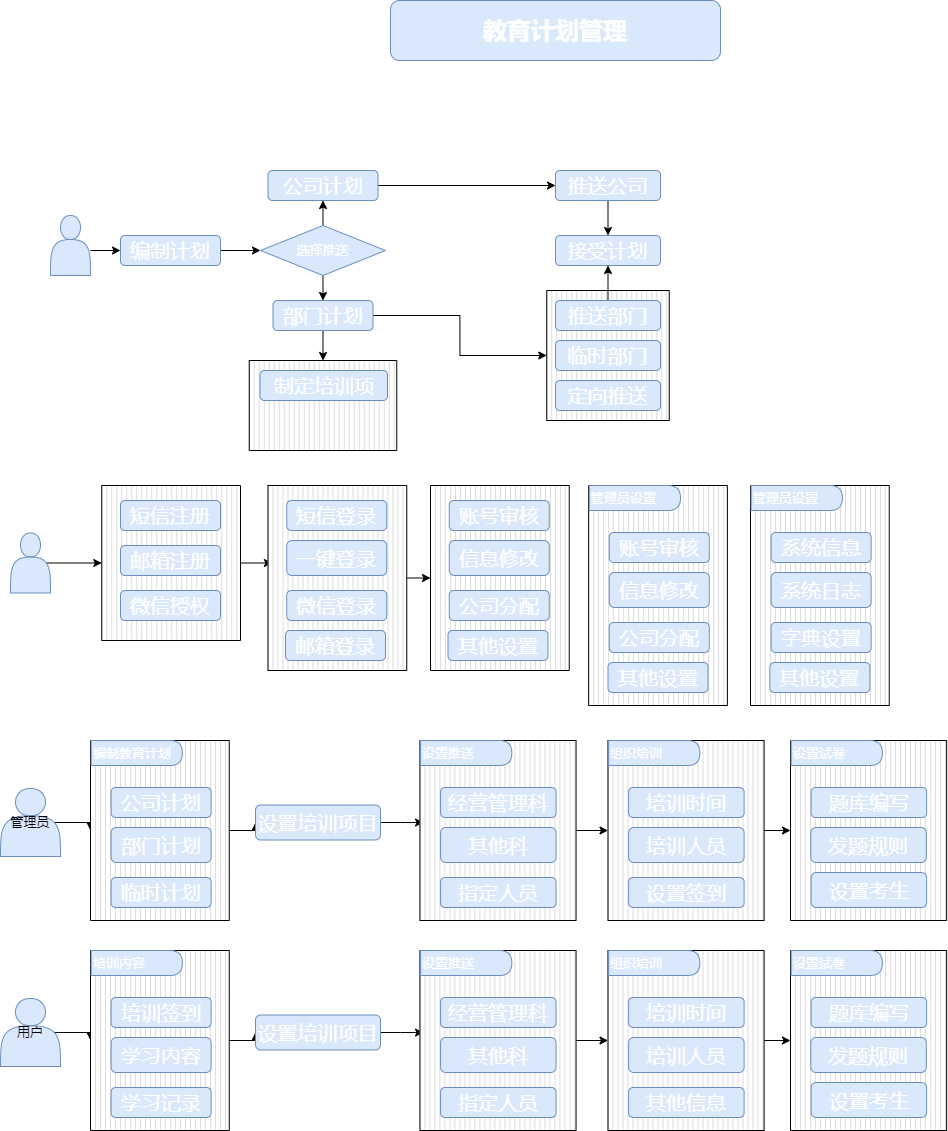 教育计划管理
公司计划
推送公司
编制计划
选择推送
接受计划
部门计划
推送部门
临时部门
制定培训项
定向推送
短信注册
邮箱注册
微信授权
短信登录
一键登录
微信登录
邮箱登录
账号审核
信息修改
公司分配
其他设置
管理员设置
账号审核
信息修改
公司分配
其他设置
管理员设置
系统信息
系统日志
字典设置
其他设置
管理员
编制教育计划
公司计划
部门计划
临时计划
设置培训项目
设置推送
经营管理科
其他科
指定人员
组织培训
培训时间
培训人员
设置签到
设置试卷
题库编写
发题规则
设置考生
用户
培训内容
培训签到
学习内容
学习记录
设置培训项目
设置推送
经营管理科
其他科
指定人员
组织培训
培训时间
培训人员
其他信息
设置试卷
题库编写
发题规则
设置考生